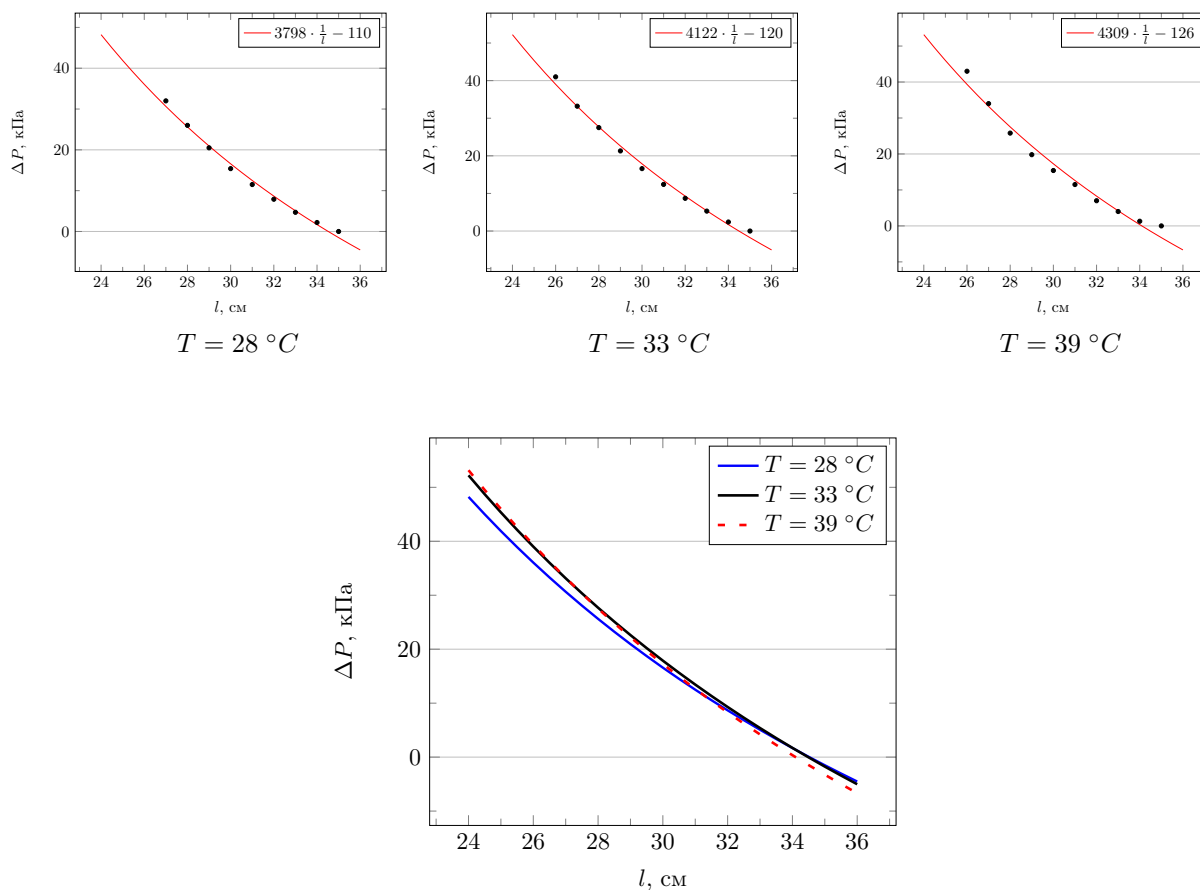 3798 · 1/l − 110
40
20
0
ΔP, кПа
24 26 28 30 32 34 36
l, см
T = 28 °C
4122 · 1/l − 120
40
20
0
ΔP, кПа
24 26 28 30 32 34 36
l, см
T = 33 °C
4309 · 1/l − 126
40
20
0
ΔP, кПа
24 26 28 30 32 34 36
l, см
T = 39 °C
T = 28 °C
T = 33 °C
T = 39 °C
40
20
0
ΔP, кПа
24 26 28 30 32 34 36
l, см